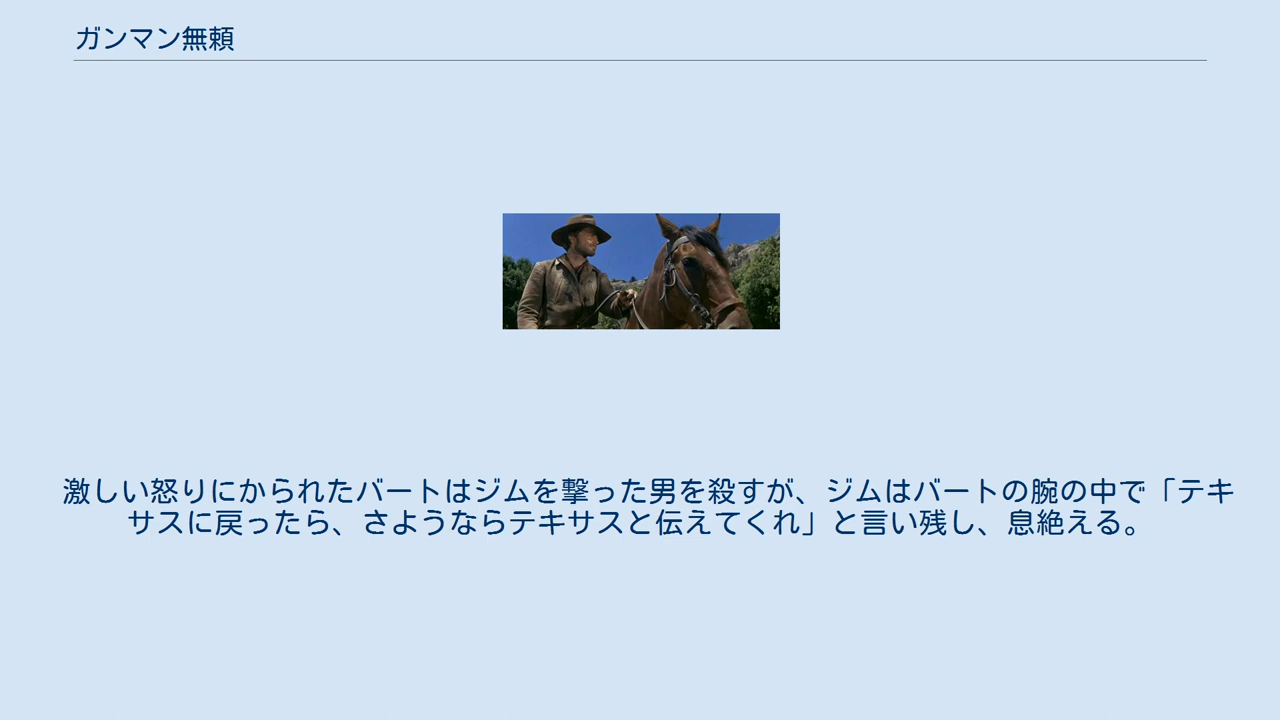 ガンマン無頼
激しい怒りにかられたバートはジムを撃った男を殺すが、ジムはバートの腕の中で「テキ
サスに戻ったら、さようならテキサスと伝えてくれ」と言い残し、息絶える。